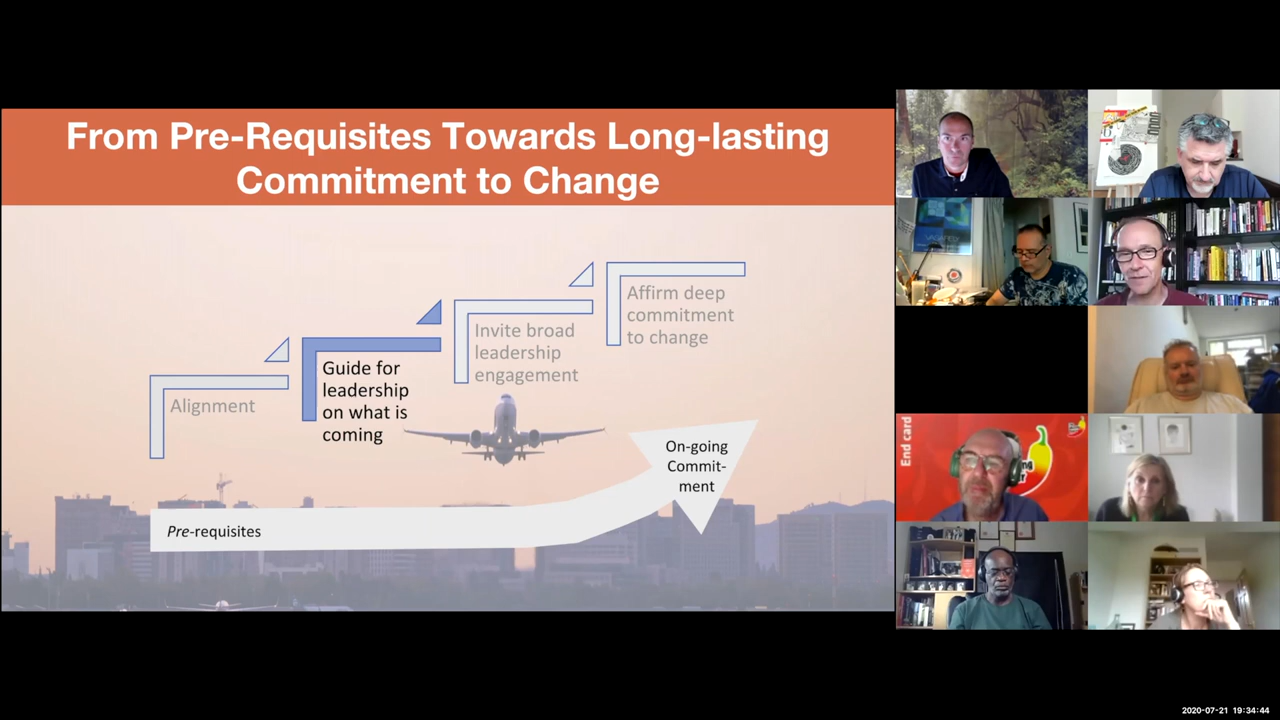 From Pre-Requisites Towards Long-lasting
Commitment to Change
Alignment
Guide for
leadership
on what is
coming
Invite broad
leadership
engagement
Affirm deep
commitment
to change
On-going
Commit-
ment
Pre-requisites
End card
2020-07-21 19:34:44